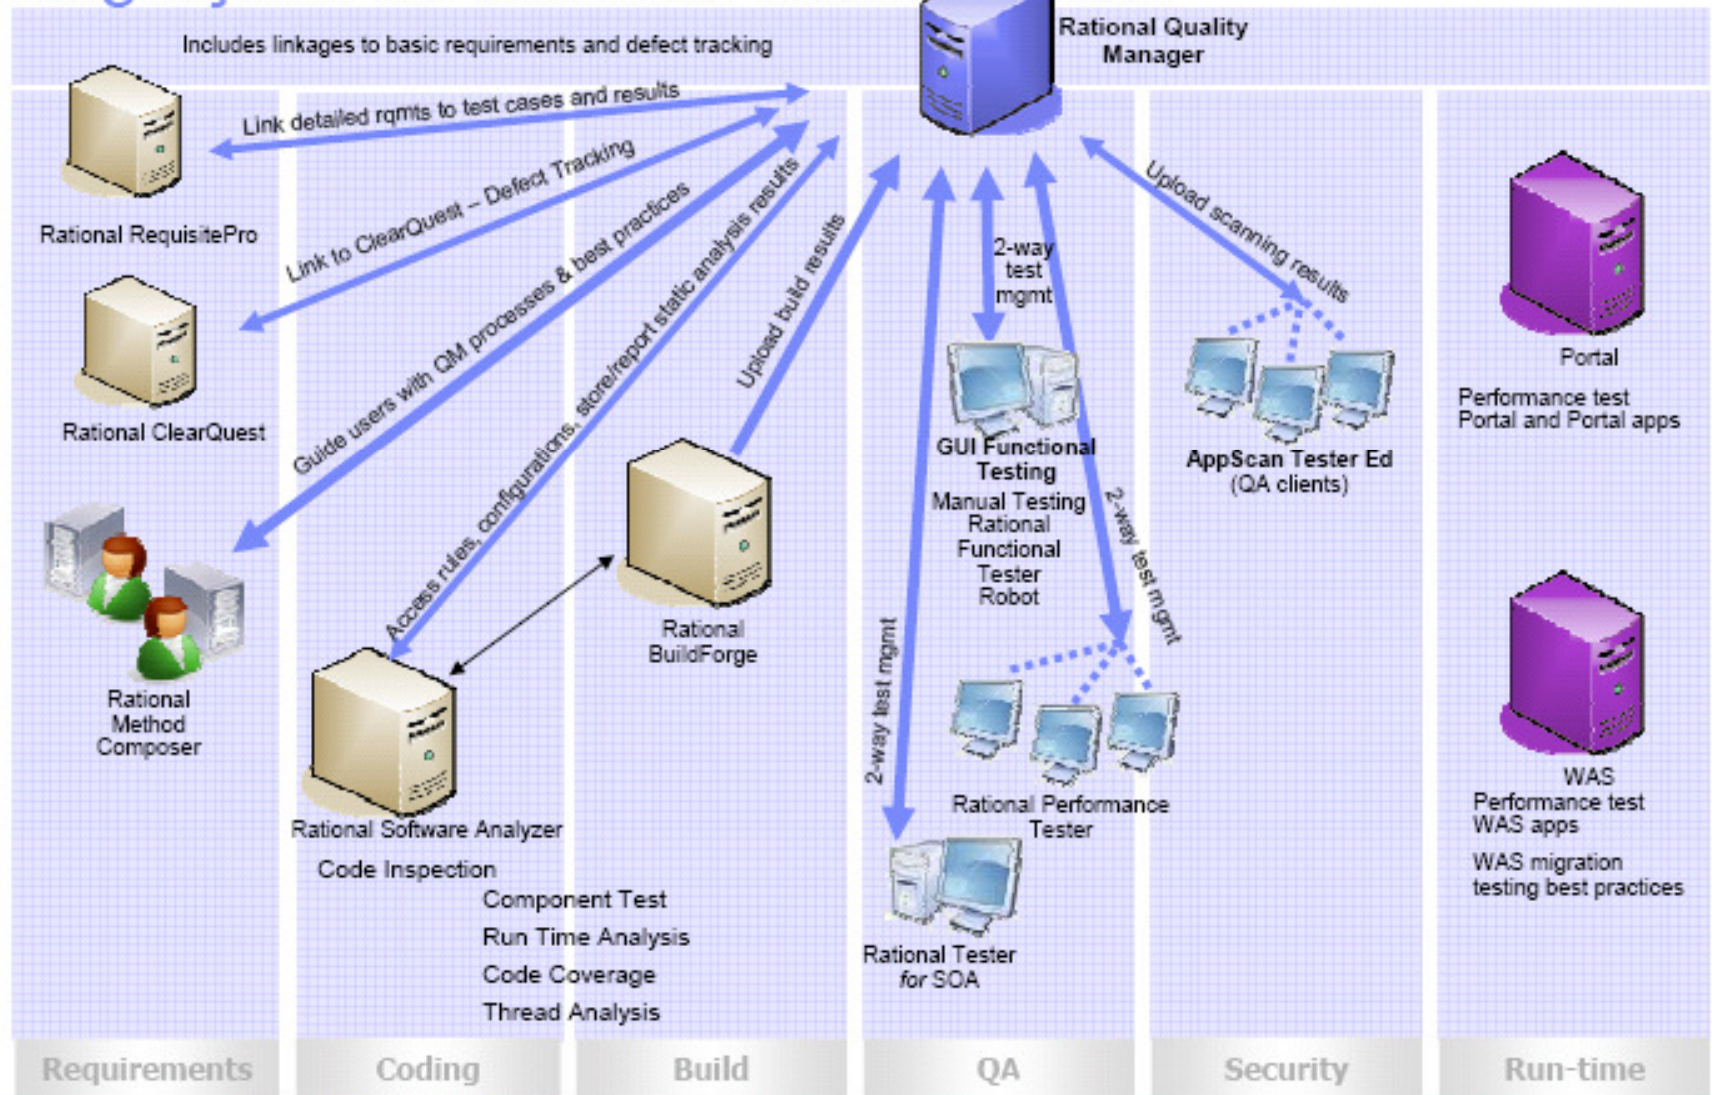 Includes linkages to basic requirements and defect tracking
Rational Quality
Manager
Link detailed rqmts to test cases and results
Link to ClearQuest – Defect Tracking
Guide users with QM processes & best practices
Access rules, configurations, store/report static analysis results
Upload build results
2-way
test
mgmt
Upload scanning results
Rational RequisitePro
Rational ClearQuest
Rational
Method
Composer
Rational Software Analyzer
Code Inspection
Component Test
Run Time Analysis
Code Coverage
Thread Analysis
Rational
BuildForge
GUI Functional
Testing
Manual Testing
Rational
Functional
Tester
Robot
2-way test mgmt
2-way test mgmt
Rational Performance
Tester
Rational Tester
for SOA
AppScan Tester Ed
(QA clients)
Portal
Performance test
Portal and Portal apps
WAS
Performance test
WAS apps
WAS migration
testing best practices
Requirements
Coding
Build
QA
Security
Run-time